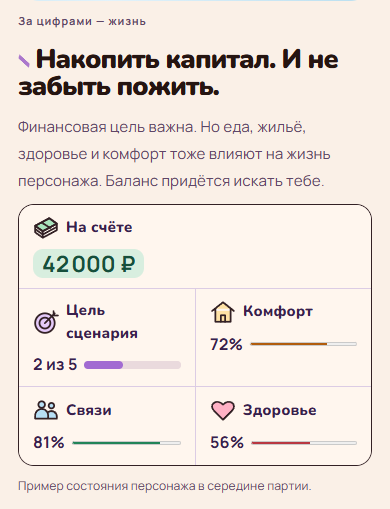 За цифрами — жизнь
Накопить капитал. И не
забыть пожить.
Финансовая цель важна. Но еда, жильё,
здоровье и комфорт тоже влияют на жизнь
персонажа. Баланс придётся искать тебе.
На счёте
42 000 ₽
Цель
сценария
2 из 5
Комфорт
72%
Связи
81%
Здоровье
56%
Пример состояния персонажа в середине партии.